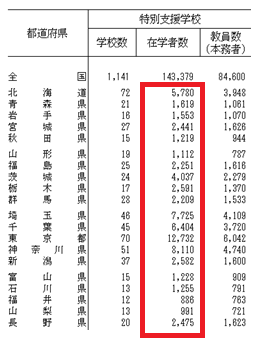 都道府県 特別支援学校
学校数 在学者数 教員数(本務者)
全国 1,141 143,379 84,600
北海道 72 5,780 3,948
青森県 21 1,619 1,061
岩手県 16 1,553 1,070
宮城県 27 2,441 1,626
秋田県 15 1,219 944
山形県 19 1,112 787
福島県 25 2,251 1,616
茨城県 24 4,037 2,279
栃木県 17 2,591 1,370
群馬県 28 2,209 1,533
埼玉県 46 7,725 4,109
千葉県 45 6,404 3,720
東京都 70 12,732 6,042
神奈川県 51 8,110 4,740
新潟県 37 2,582 1,600
富山県 15 1,228 909
石川県 13 1,255 791
福井県 12 886 763
山梨県 13 991 721
長野県 20 2,475 1,623